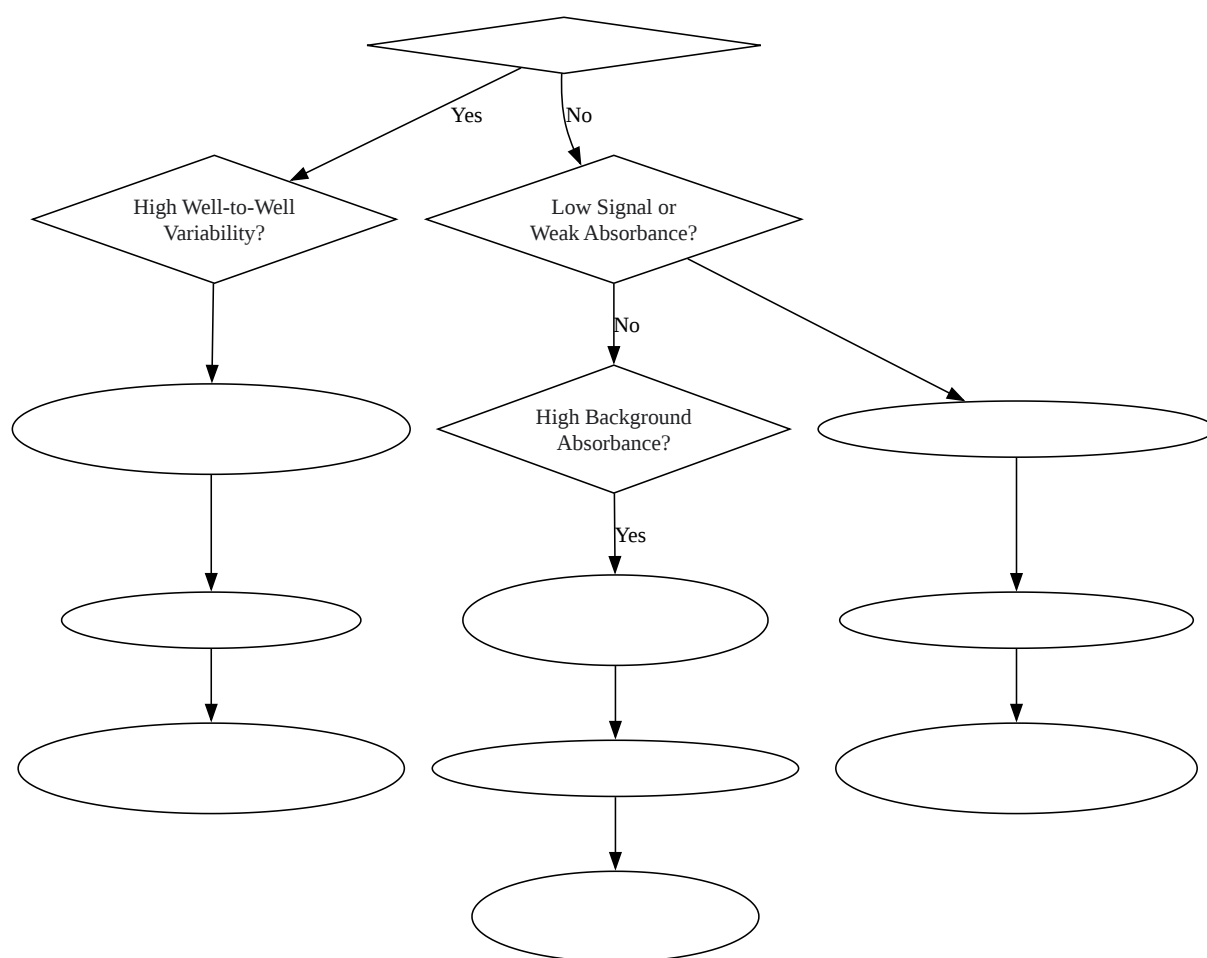 Yes
No
High Well-to-Well
Variability?
Low Signal or
Weak Absorbance?
No
High Background
Absorbance?
Yes